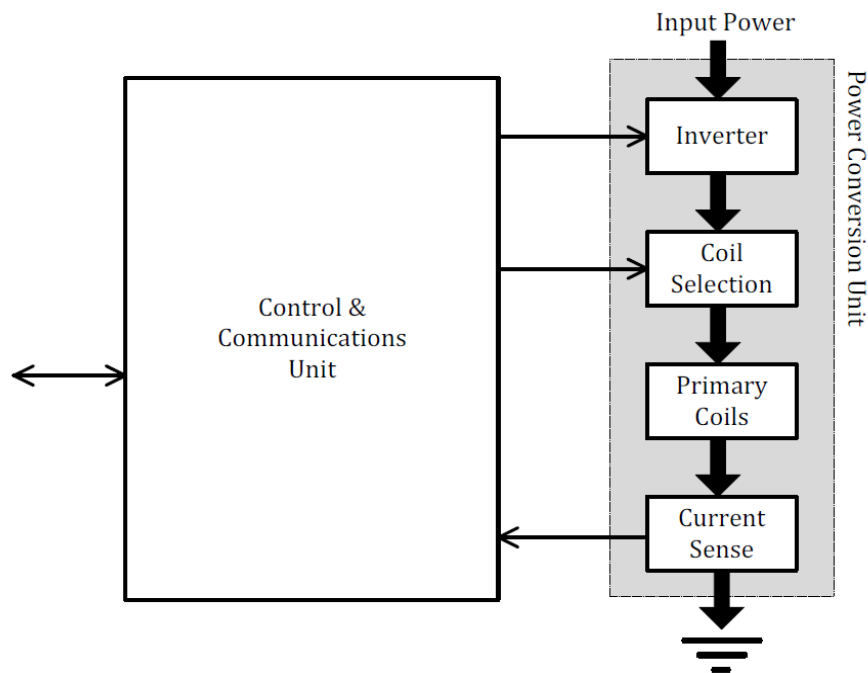 Input Power
Power Conversion Unit
Inverter
Coil
Selection
Control &
Communications
Unit
Primary
Coils
Current
Sense